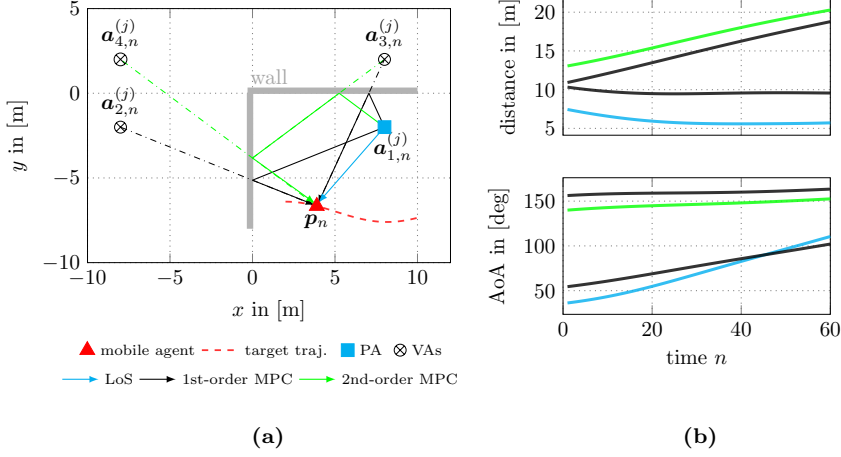 5
0
−5
−10
−10
−5
0
5
10
x in [m]
y in [m]
a_{4,n}^{(j)}
a_{3,n}^{(j)}
wall
a_{2,n}^{(j)}
a_{1,n}^{(j)}
p_n
mobile agent target traj. PA VAs
LoS 1st-order MPC 2nd-order MPC
(a)
20
15
10
5
distance in [m]
150
100
50
AoA in [deg]
0
20
40
60
time n
(b)